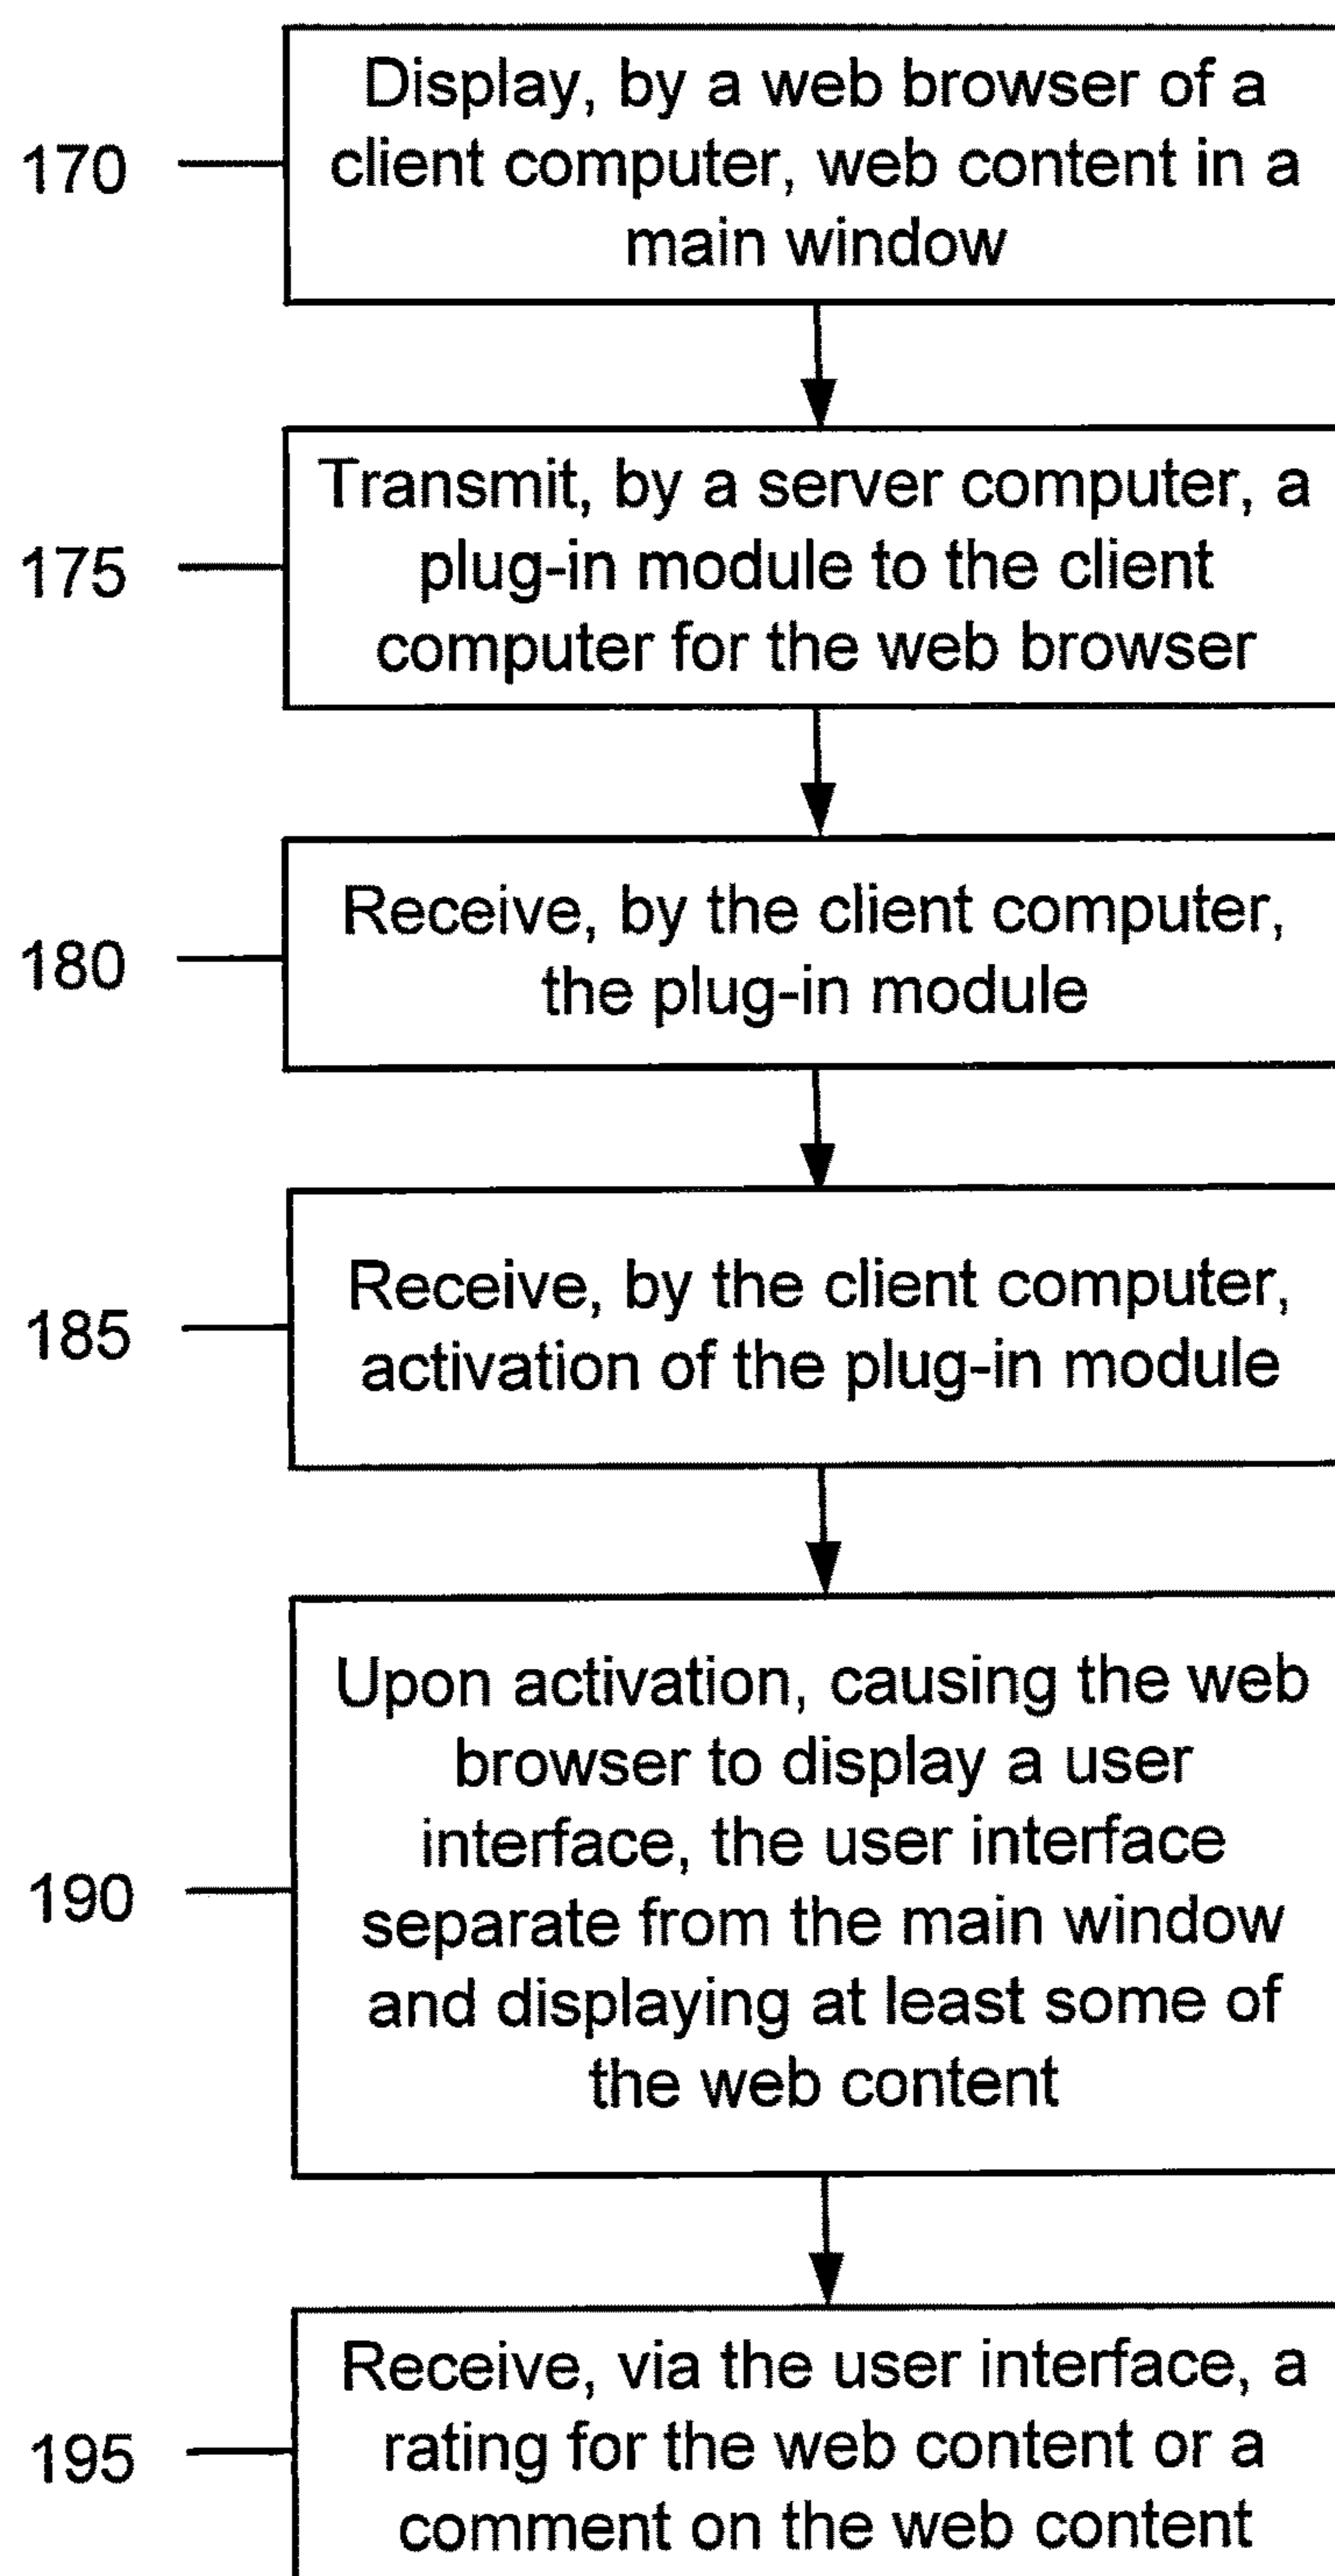 170
Display, by a web browser of a
client computer, web content in a
main window
175
Transmit, by a server computer, a
plug-in module to the client
computer for the web browser
180
Receive, by the client computer,
the plug-in module
185
Receive, by the client computer,
activation of the plug-in module
190
Upon activation, causing the web
browser to display a user
interface, the user interface
separate from the main window
and displaying at least some of
the web content
195
Receive, via the user interface, a
rating for the web content or a
comment on the web content